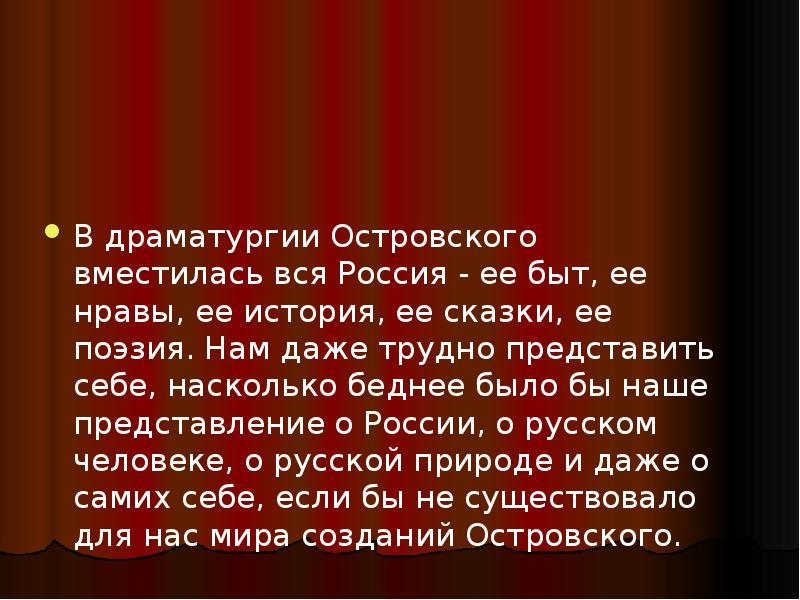 В драматургии Островского
вместилась вся Россия - ее быт, ее
нравы, ее история, ее сказки, ее
поэзия. Нам даже трудно представить
себе, насколько беднее было бы наше
представление о России, о русском
человеке, о русской природе и даже о
самих себе, если бы не существовало
для нас мира созданий Островского.